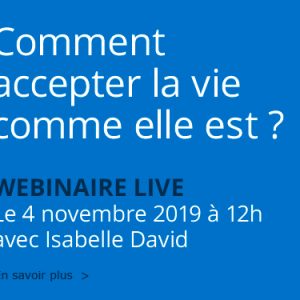 Comment
accepter la vie
comme elle est ?
WEBINAIRE LIVE
Le 4 novembre 2019 à 12h
avec Isabelle David
En savoir plus >